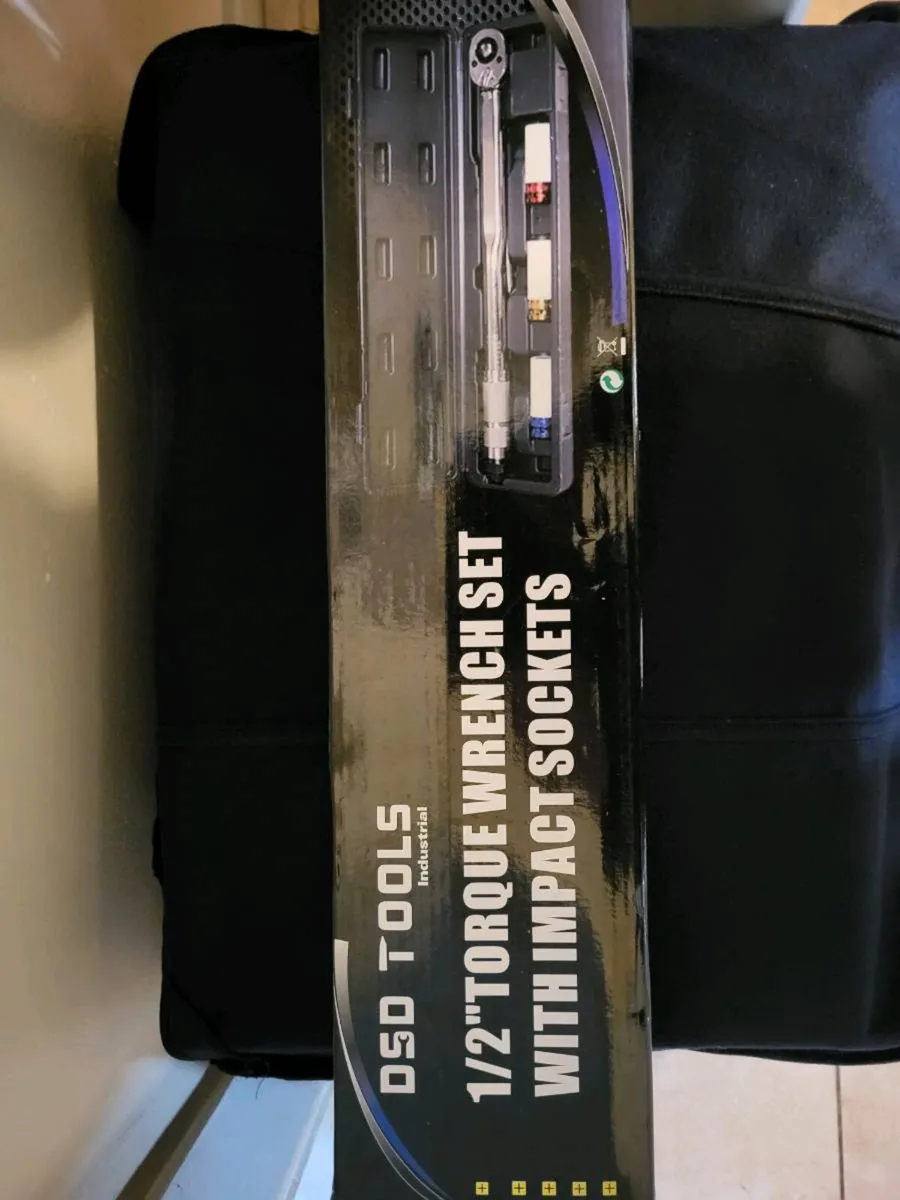 DSD TOOLS
Industrial
1/2"TORQUE WRENCH SET
WITH IMPACT SOCKETS